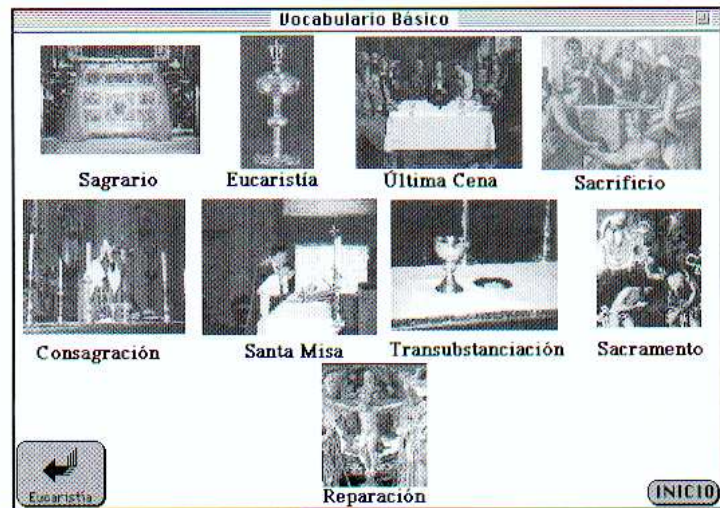 Vocabulario Básico
Sagrario Eucaristía Última Cena Sacrificio
Consagración Santa Misa Transubstanciación Sacramento
Reparación
Eucaristía
INICIO